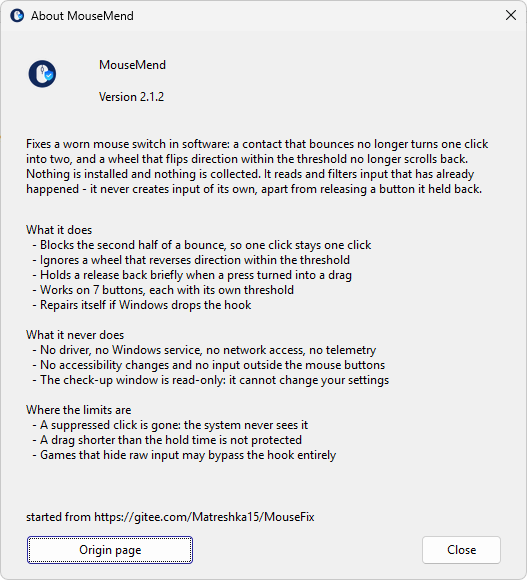 About MouseMend
MouseMend
Version 2.1.2
Fixes a worn mouse switch in software: a contact that bounces no longer turns one click
into two, and a wheel that flips direction within the threshold no longer scrolls back.
Nothing is installed and nothing is collected. It reads and filters input that has already
happened - it never creates input of its own, apart from releasing a button it held back.
What it does
- Blocks the second half of a bounce, so one click stays one click
- Ignores a wheel that reverses direction within the threshold
- Holds a release back briefly when a press turned into a drag
- Works on 7 buttons, each with its own threshold
- Repairs itself if Windows drops the hook
What it never does
- No driver, no Windows service, no network access, no telemetry
- No accessibility changes and no input outside the mouse buttons
- The check-up window is read-only: it cannot change your settings
Where the limits are
- A suppressed click is gone: the system never sees it
- A drag shorter than the hold time is not protected
- Games that hide raw input may bypass the hook entirely
started from https://gitee.com/Matreshka15/MouseFix
Origin page
Close